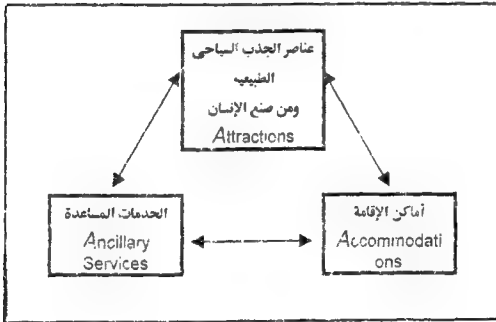 عناصر الجذب السياحى
الطبيعيه
ومن صنع الإنسان
Attractions
الخدمات المساعدة
Ancillary
Services
أماكن الإقامة
Accommodati
ons